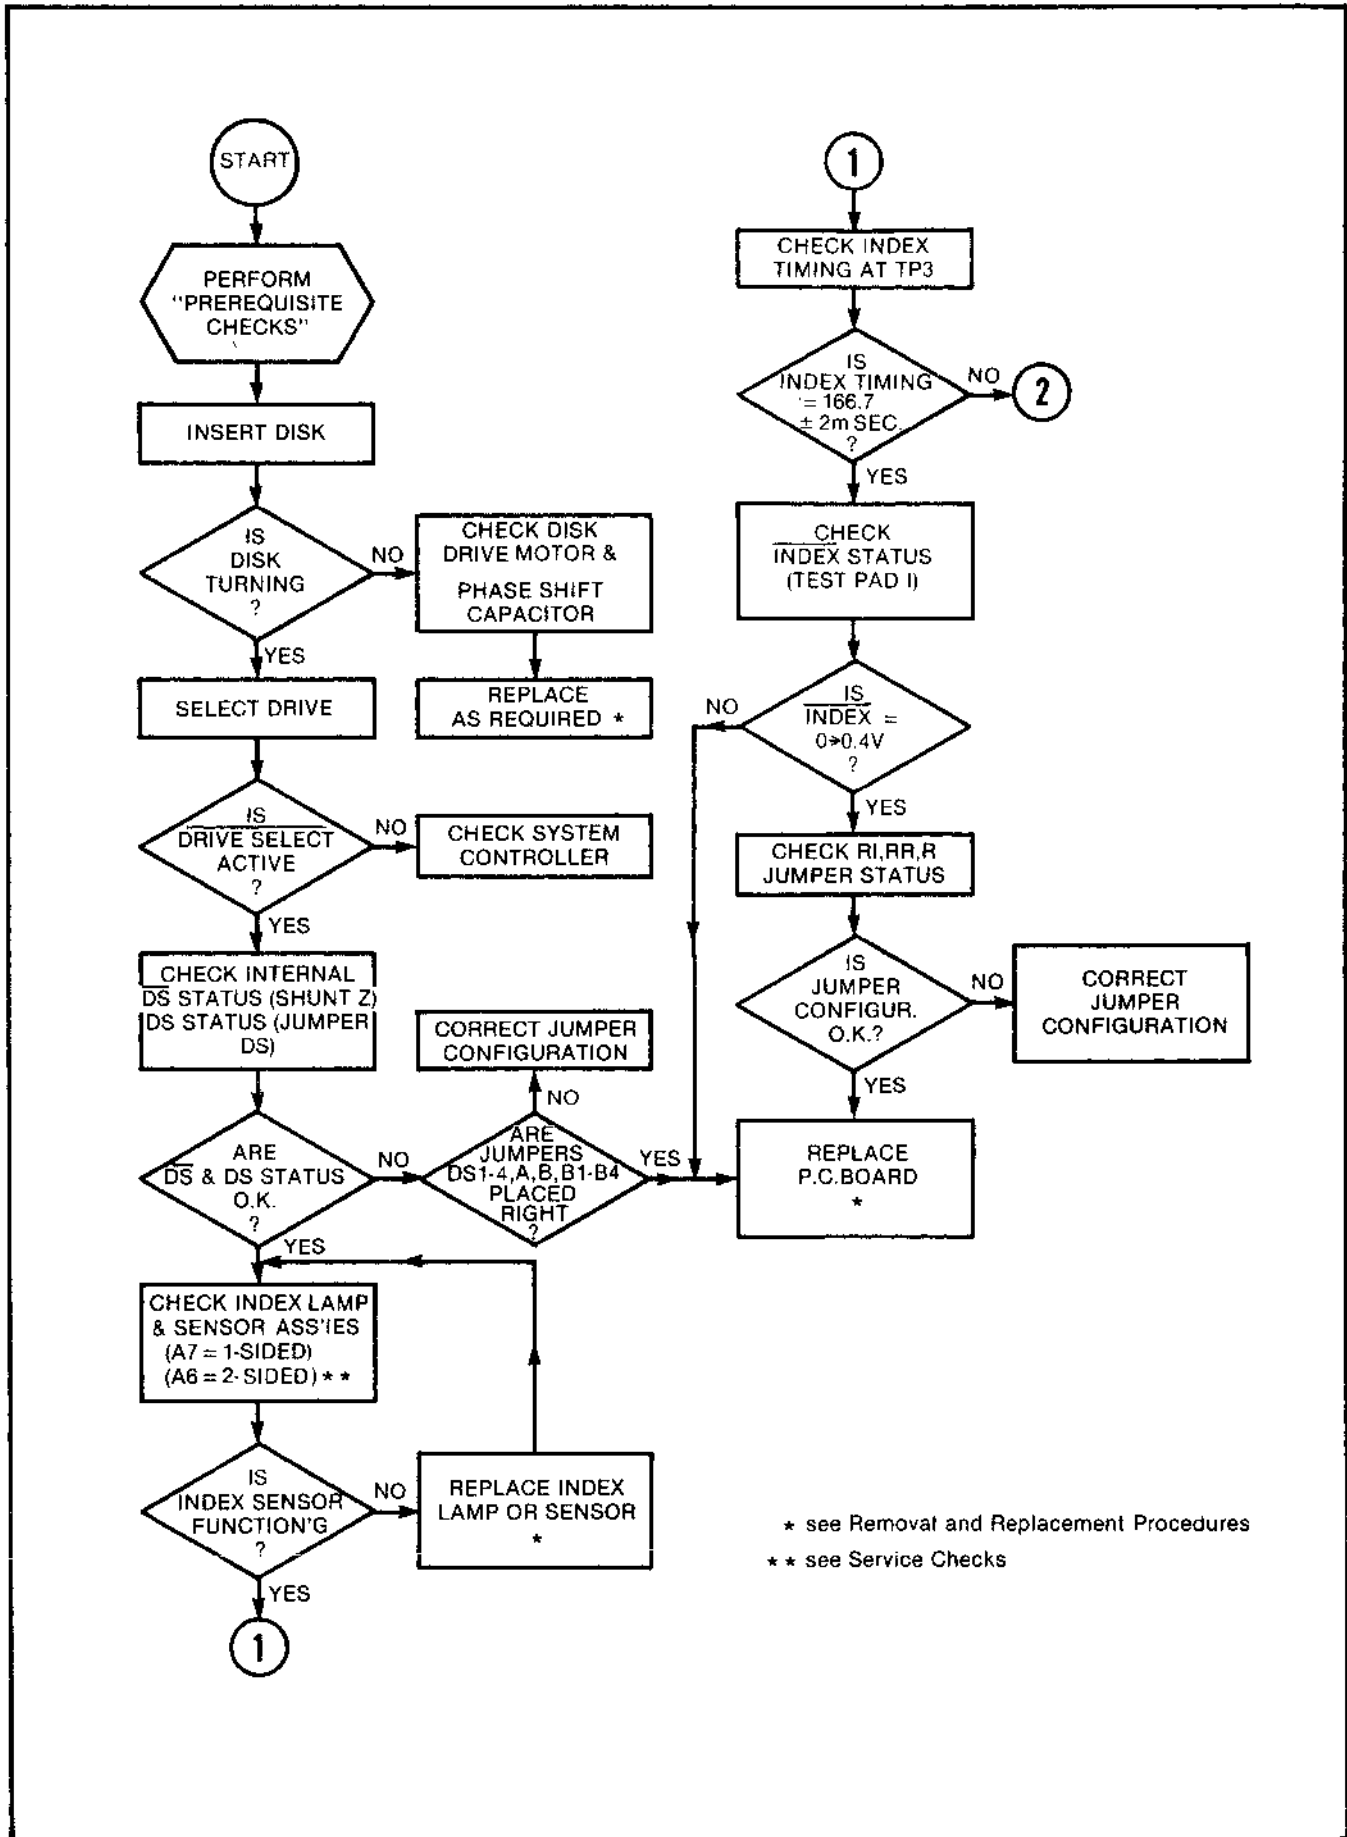 START
PERFORM
"PREREQUISITE
CHECKS"
INSERT DISK
IS
DISK
TURNING
?
NO
CHECK DISK
DRIVE MOTOR &
PHASE SHIFT
CAPACITOR
REPLACE
AS REQUIRED *
YES
SELECT DRIVE
IS
DRIVE SELECT
ACTIVE
?
NO
CHECK SYSTEM
CONTROLLER
YES
CHECK INTERNAL
DS STATUS (SHUNT Z)
DS STATUS (JUMPER
DS)
ARE
DS & DS STATUS
O.K.
?
NO
ARE
JUMPERS
DS1-4,A,B,B1-B4
PLACED
RIGHT
?
NO
CORRECT JUMPER
CONFIGURATION
YES
YES
CHECK INDEX LAMP
& SENSOR ASS'IES
(A7 = 1-SIDED)
(A6 = 2-SIDED) * *
IS
INDEX SENSOR
FUNCTION'G
?
NO
REPLACE INDEX
LAMP OR SENSOR
*
YES
1
1
CHECK INDEX
TIMING AT TP3
IS
INDEX TIMING
= 166.7
± 2m SEC.
?
NO
2
YES
CHECK
INDEX STATUS
(TEST PAD I)
IS
INDEX =
0→0.4V
?
NO
YES
CHECK RI,RR,R
JUMPER STATUS
IS
JUMPER
CONFIGUR.
O.K.?
NO
CORRECT
JUMPER
CONFIGURATION
YES
REPLACE
P.C.BOARD
*
* see Removal and Replacement Procedures
* * see Service Checks